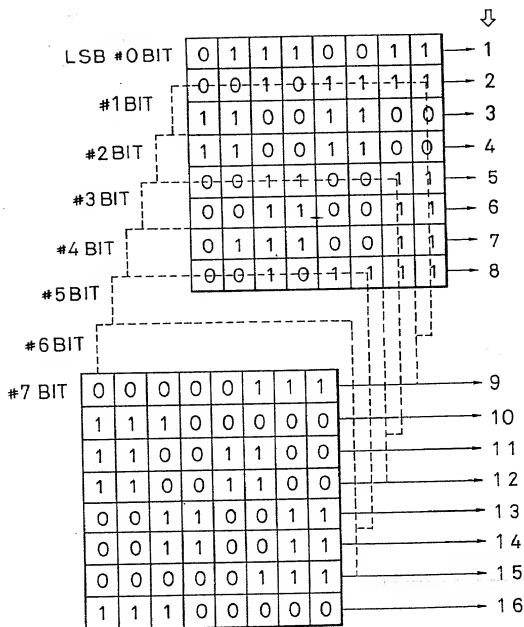 LSB #0 BIT 0 1 1 1 0 0 1 1 1
0 0 1 0 1 1 1 1 2
#1 BIT
1 1 0 0 1 1 0 0 3
#2 BIT
1 1 0 0 1 1 0 0 4
0 0 1 1 0 0 1 1 5
#3 BIT
0 0 1 1 0 0 1 1 6
#4 BIT
0 1 1 1 0 0 1 1 7
0 0 1 0 1 1 1 1 8
#5 BIT
#6 BIT
#7 BIT 0 0 0 0 0 1 1 1 9
1 1 1 0 0 0 0 0 10
1 1 0 0 1 1 0 0 11
1 1 0 0 1 1 0 0 12
0 0 1 1 0 0 1 1 13
0 0 1 1 0 0 1 1 14
0 0 0 0 0 1 1 1 15
1 1 1 0 0 0 0 0 16